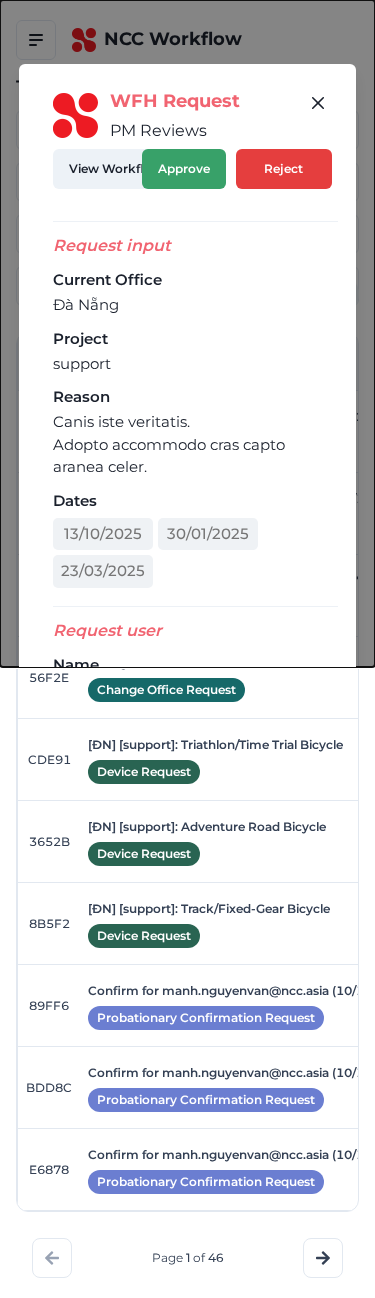 NCC Workflow
WFH Request
PM Reviews
Approve
Reject
Request input
Current Office
Đà Nẵng
Project
support
Reason
Canis iste veritatis.
Adopto accommodo cras capto
aranea celer.
Dates
13/10/2025
30/01/2025
23/03/2025
Request user
Name
56F2E
Change Office Request
CDE91
[ĐN] [support]: Triathlon/Time Trial Bicycle
Device Request
3652B
[ĐN] [support]: Adventure Road Bicycle
Device Request
8B5F2
[ĐN] [support]: Track/Fixed-Gear Bicycle
Device Request
89FF6
Confirm for manh.nguyenvan@ncc.asia (10/
Probationary Confirmation Request
BDD8C
Confirm for manh.nguyenvan@ncc.asia (10/
Probationary Confirmation Request
E6878
Confirm for manh.nguyenvan@ncc.asia (10/
Probationary Confirmation Request
Page 1 of 46